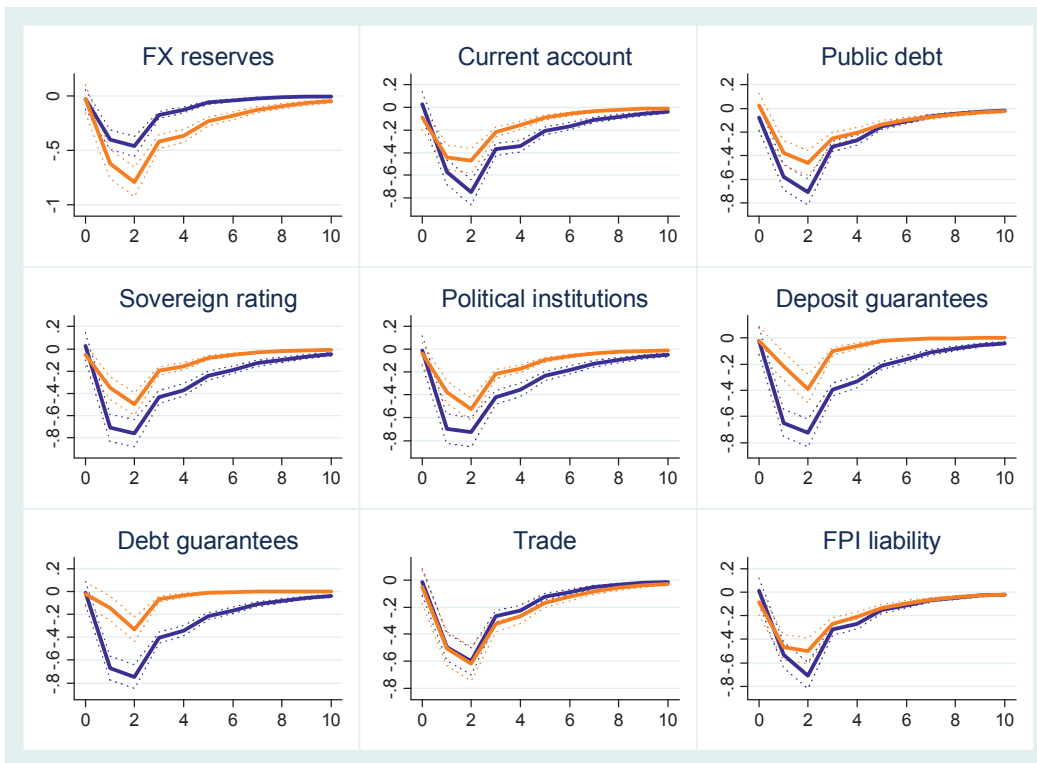 FX reserves
0
-.5
-1
0 2 4 6 8 10
Current account
.2
0
-.2
-.4
-.6
-.8
0 2 4 6 8 10
Public debt
.2
0
-.2
-.4
-.6
-.8
0 2 4 6 8 10
Sovereign rating
.2
0
-.2
-.4
-.6
-.8
0 2 4 6 8 10
Political institutions
.2
0
-.2
-.4
-.6
-.8
0 2 4 6 8 10
Deposit guarantees
0
-.2
-.4
-.6
-.8
0 2 4 6 8 10
Debt guarantees
.2
0
-.2
-.4
-.6
-.8
0 2 4 6 8 10
Trade
0
-.2
-.4
-.6
-.8
0 2 4 6 8 10
FPI liability
.2
0
-.2
-.4
-.6
-.8
0 2 4 6 8 10